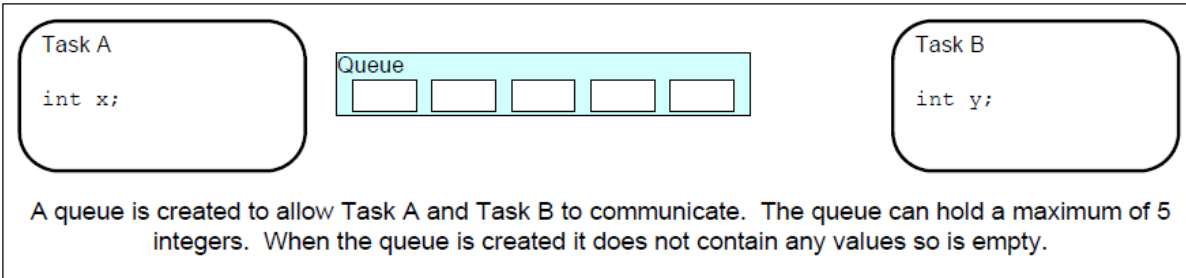 Task A
int x;
Queue
Task B
int y;
A queue is created to allow Task A and Task B to communicate.  The queue can hold a maximum of 5
integers.  When the queue is created it does not contain any values so is empty.